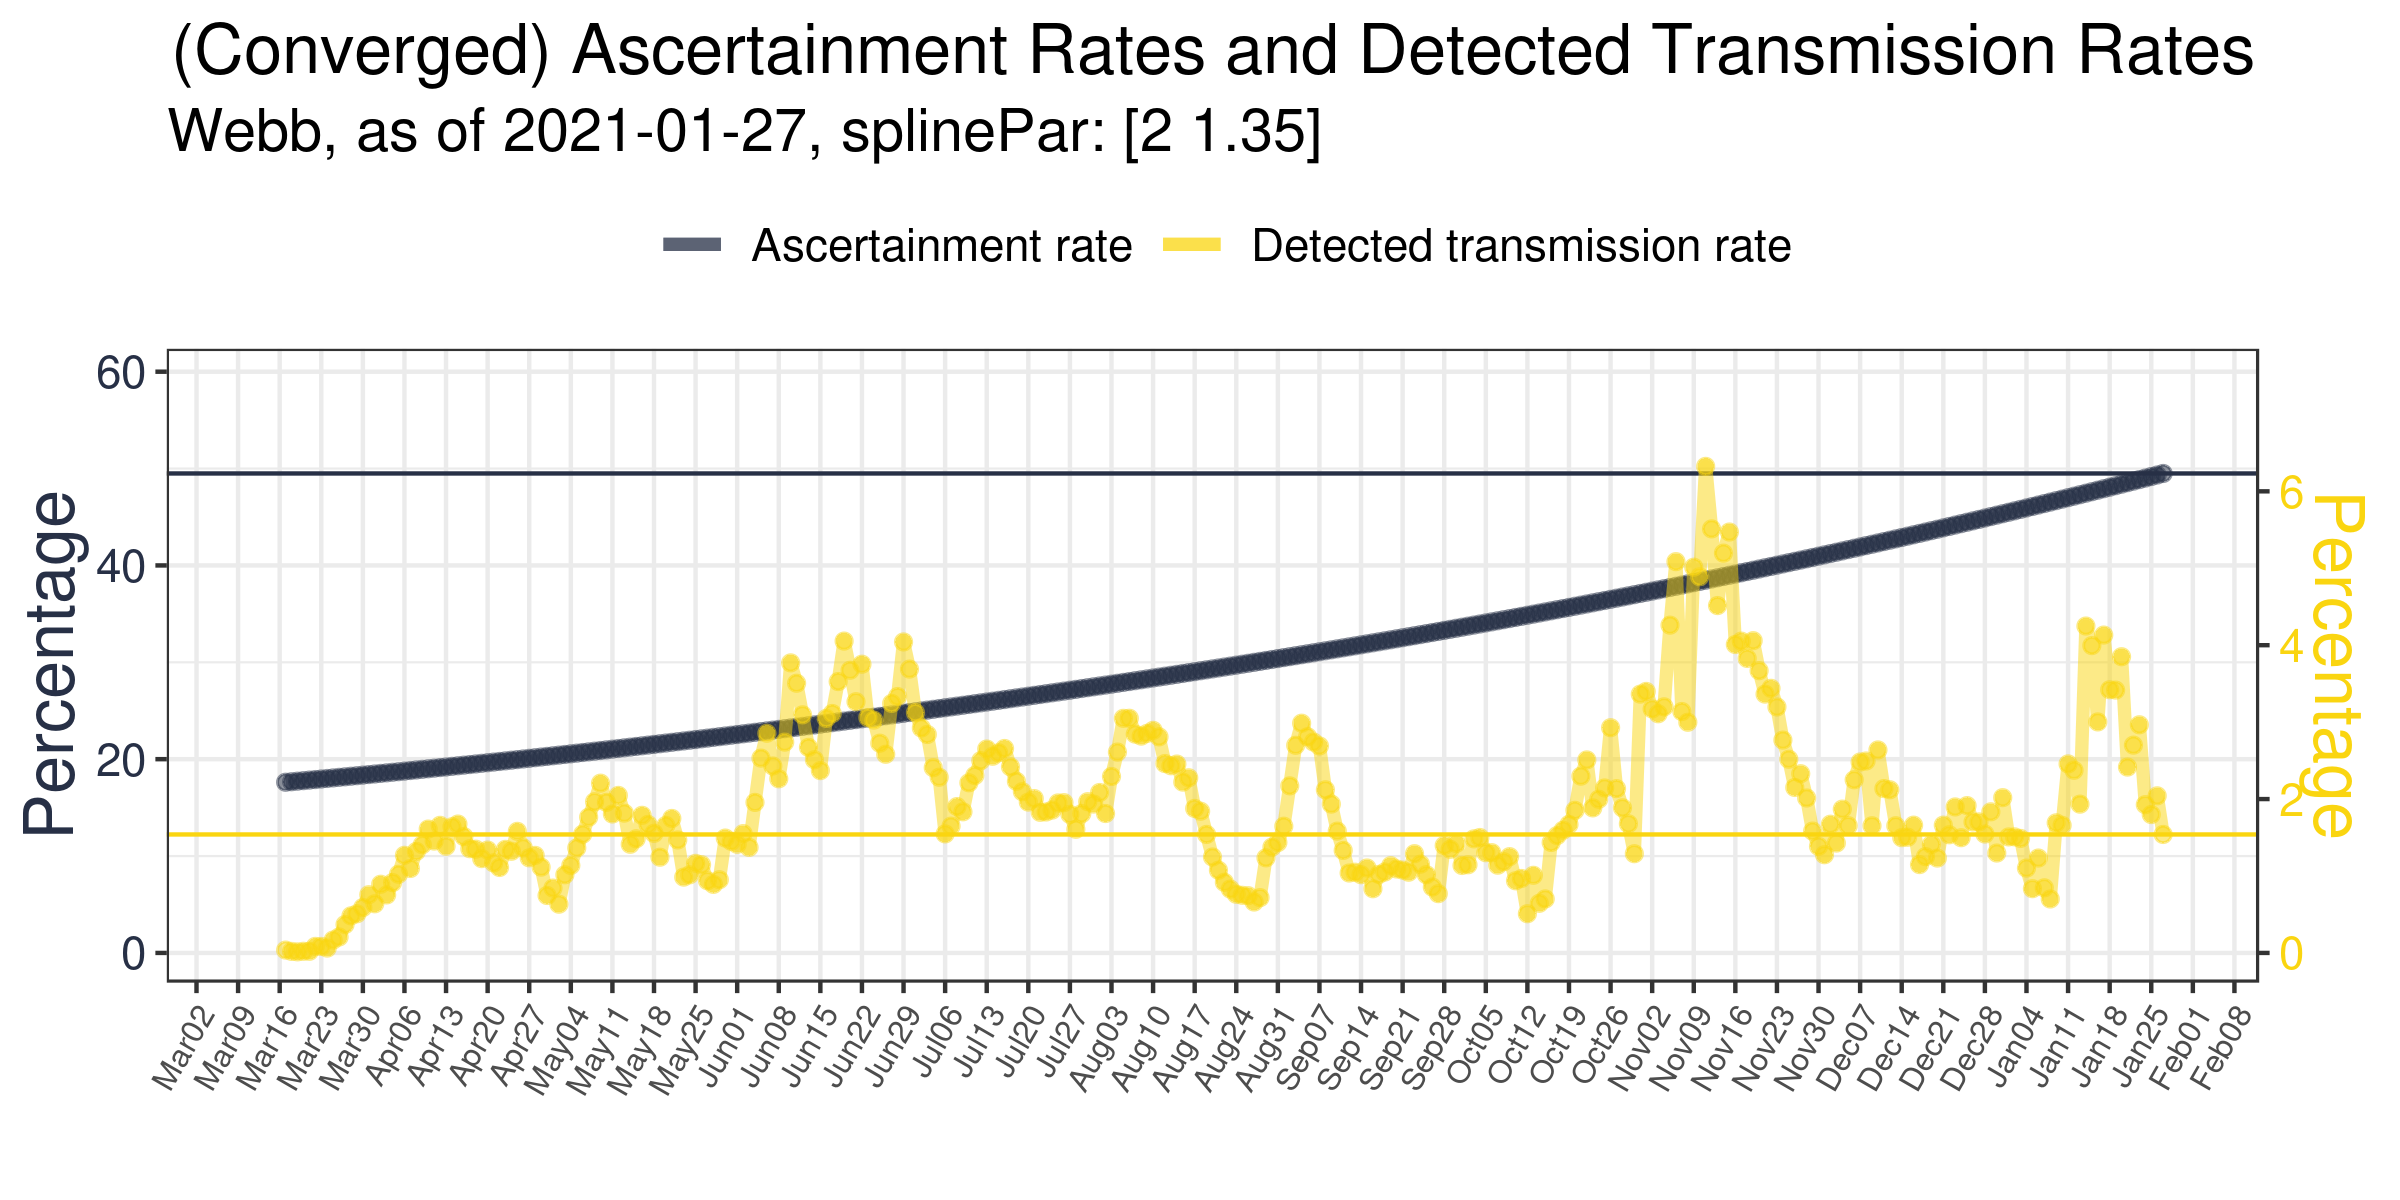 (Converged) Ascertainment Rates and Detected Transmission Rates
Webb, as of 2021-01-27, splinePar: [2 1.35]
Ascertainment rate Detected transmission rate
Percentage
60
40
20
0
6
4
2
0
Percentage
Mar02 Mar09 Mar16 Mar23 Mar30 Apr06 Apr13 Apr20 Apr27 May04 May11 May18 May25 Jun01 Jun08 Jun15 Jun22 Jun29 Jul06 Jul13 Jul20 Jul27 Aug03 Aug10 Aug17 Aug24 Aug31 Sep07 Sep14 Sep21 Sep28 Oct05 Oct12 Oct19 Oct26 Nov02 Nov09 Nov16 Nov23 Nov30 Dec07 Dec14 Dec21 Dec28 Jan04 Jan11 Jan18 Jan25 Feb01 Feb08